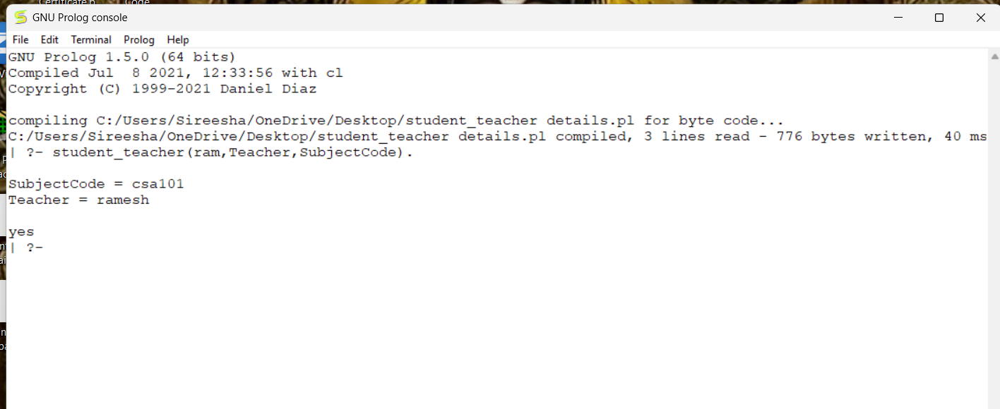 Certificate p Code
GNU Prolog console
File Edit Terminal Prolog Help
GNU Prolog 1.5.0 (64 bits)
Compiled Jul  8 2021, 12:33:56 with cl
Copyright (C) 1999-2021 Daniel Diaz
compiling C:/Users/Sireesha/OneDrive/Desktop/student_teacher details.pl for byte code...
C:/Users/Sireesha/OneDrive/Desktop/student_teacher details.pl compiled, 3 lines read - 776 bytes written, 40 ms
| ?- student_teacher(ram,Teacher,SubjectCode).
SubjectCode = csa101
Teacher = ramesh
yes
| ?-